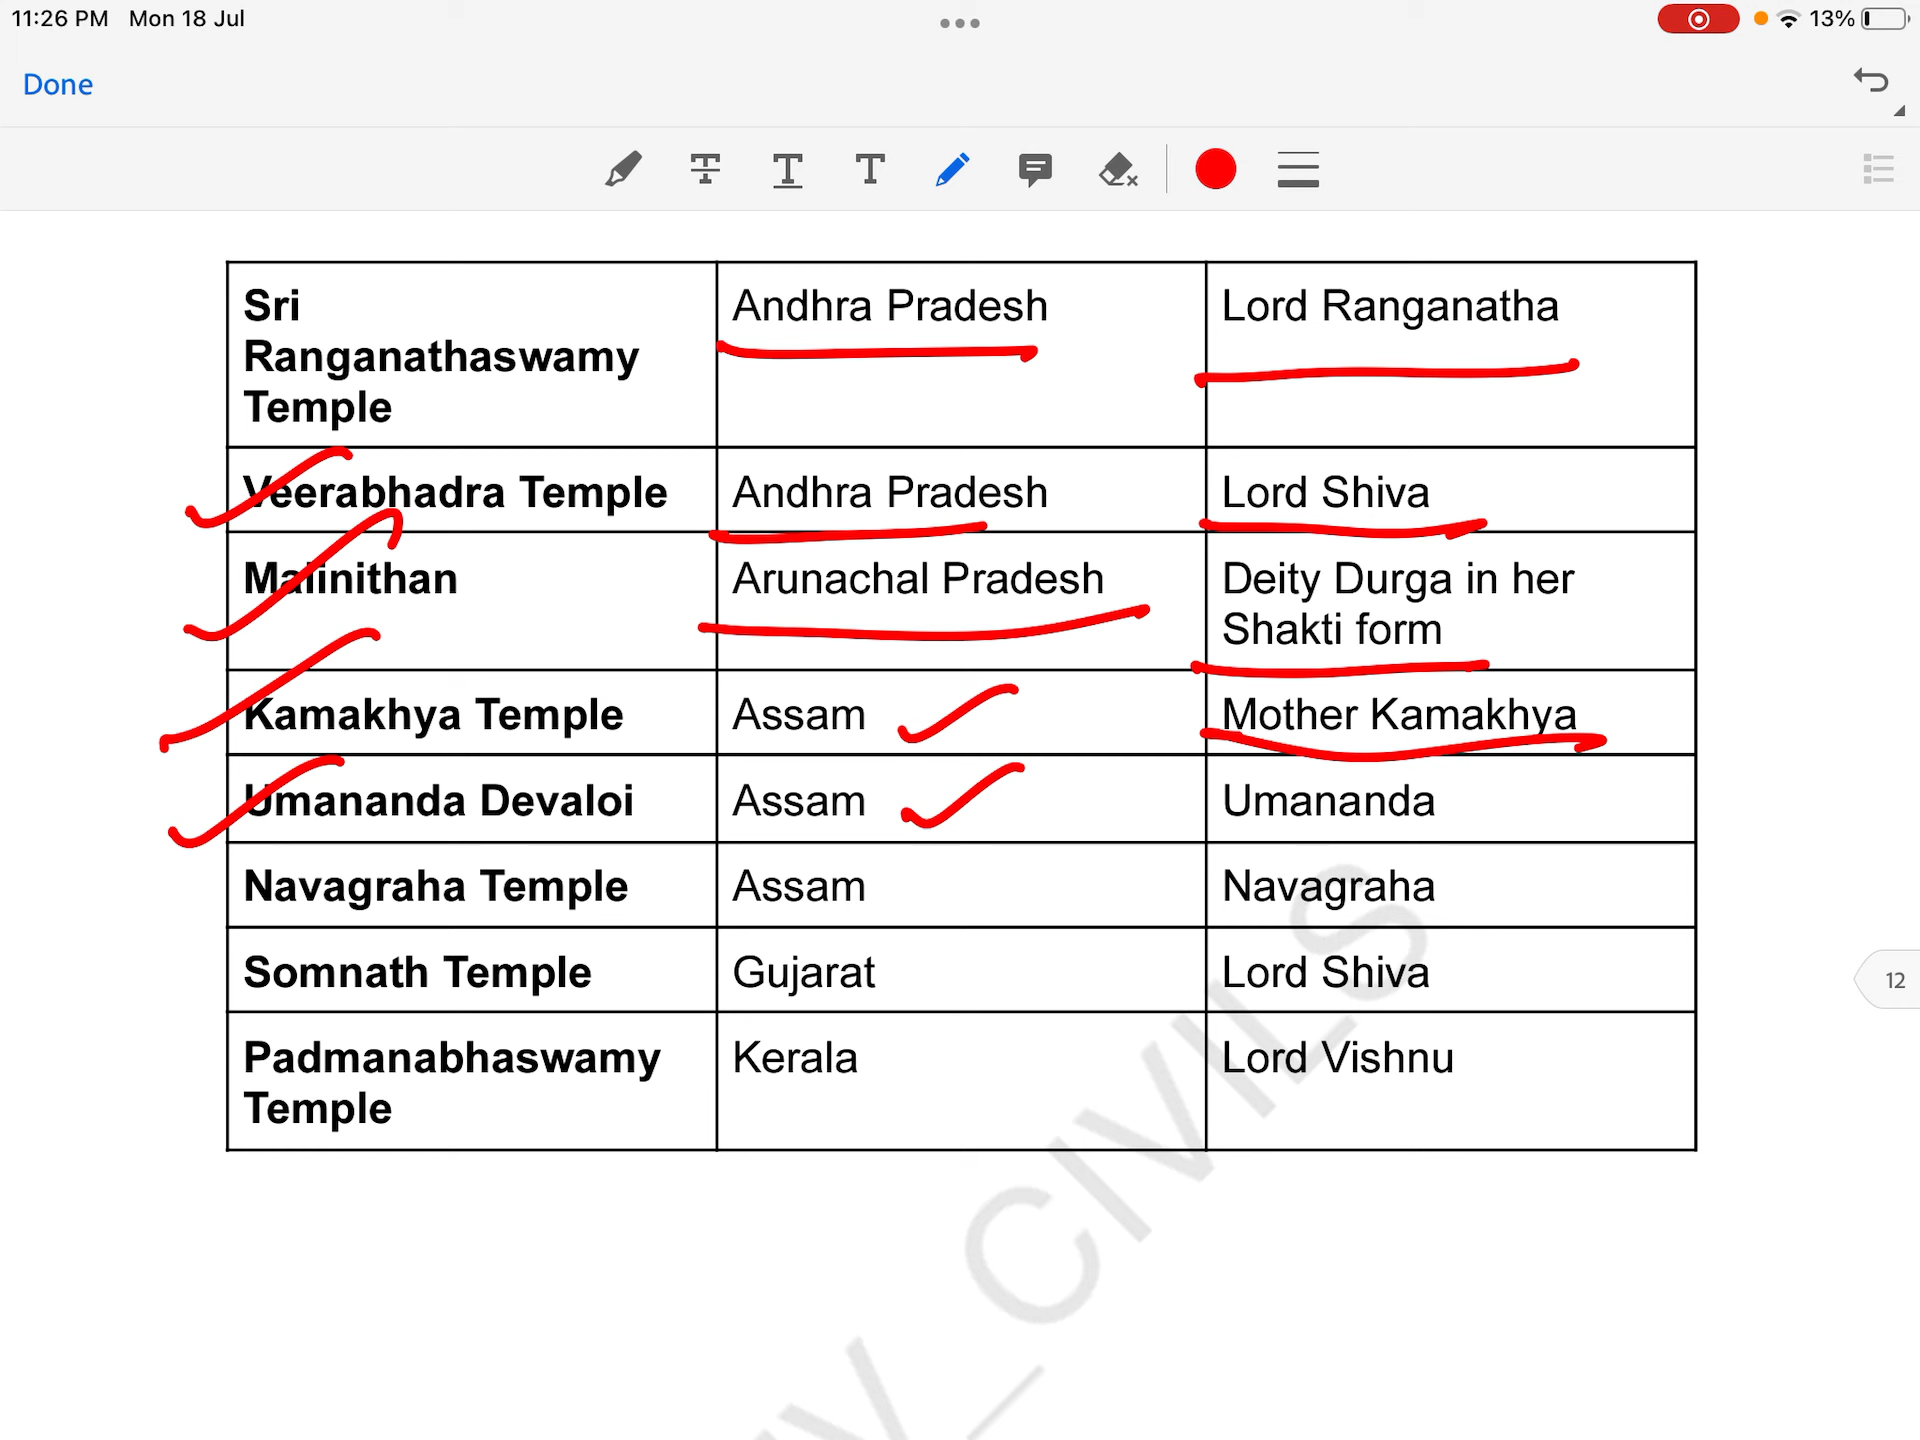 11:26 PM Mon 18 Jul
13%
Done
Sri Andhra Pradesh Lord Ranganatha
Ranganathaswamy
Temple
Veerabhadra Temple Andhra Pradesh Lord Shiva
Malinithan Arunachal Pradesh Deity Durga in her
Shakti form
Kamakhya Temple Assam Mother Kamakhya
Umananda Devaloi Assam Umananda
Navagraha Temple Assam Navagraha
Somnath Temple Gujarat Lord Shiva
12
Padmanabhaswamy Kerala Lord Vishnu
Temple
V_CIVILS